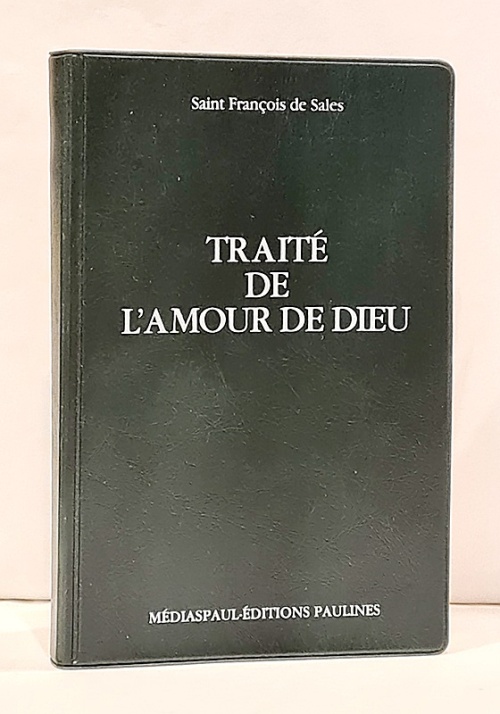 Saint François de Sales
TRAITÉ
DE
L'AMOUR DE DIEU
MÉDIASPAUL-ÉDITIONS PAULINES